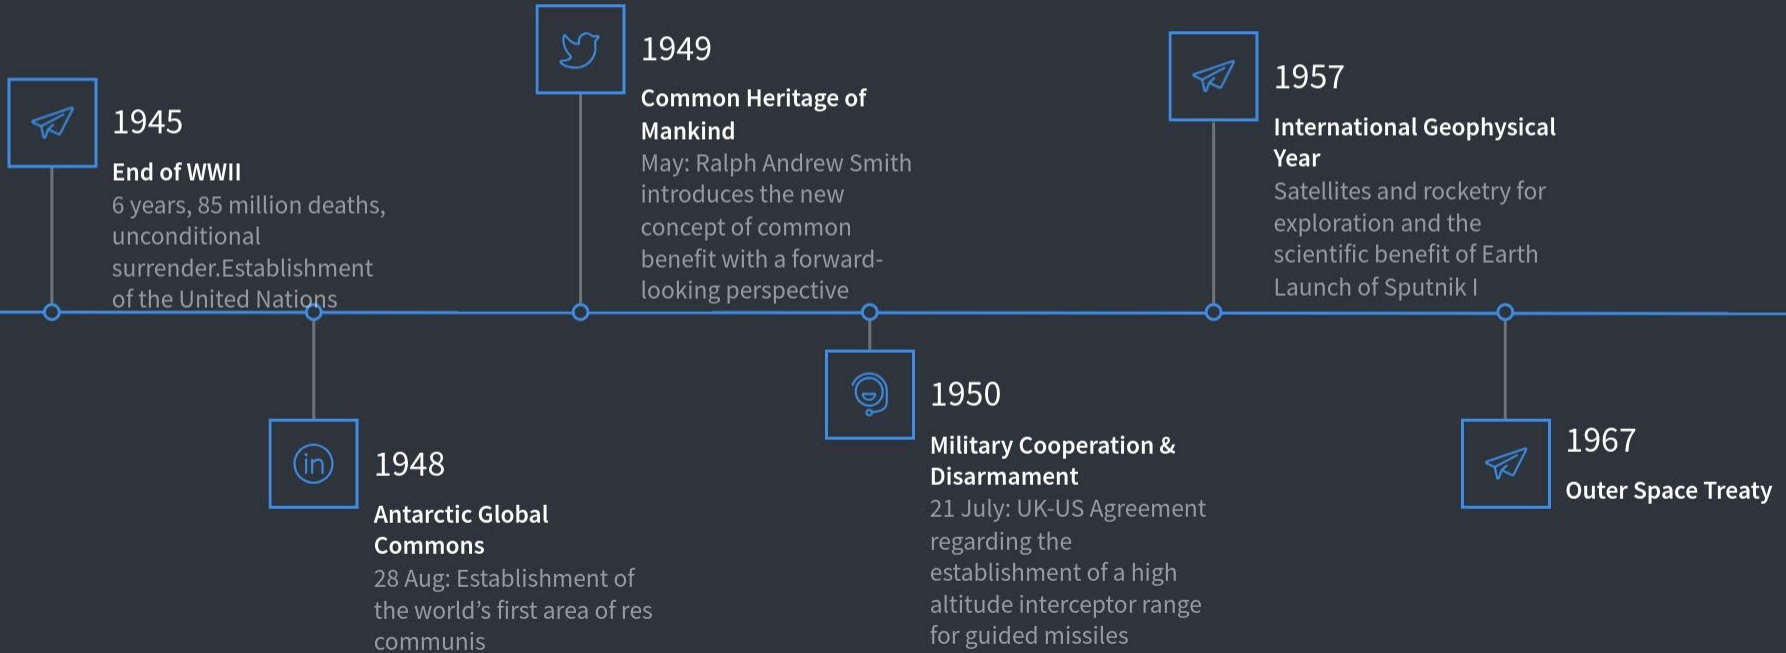 1945
End of WWII
6 years, 85 million deaths,
unconditional
surrender.Establishment
of the United Nations
1948
Antarctic Global
Commons
28 Aug: Establishment of
the world’s first area of res
communis
1949
Common Heritage of
Mankind
May: Ralph Andrew Smith
introduces the new
concept of common
benefit with a forward-
looking perspective
1950
Military Cooperation &
Disarmament
21 July: UK-US Agreement
regarding the
establishment of a high
altitude interceptor range
for guided missiles
1957
International Geophysical
Year
Satellites and rocketry for
exploration and the
scientific benefit of Earth
Launch of Sputnik I
1967
Outer Space Treaty
in